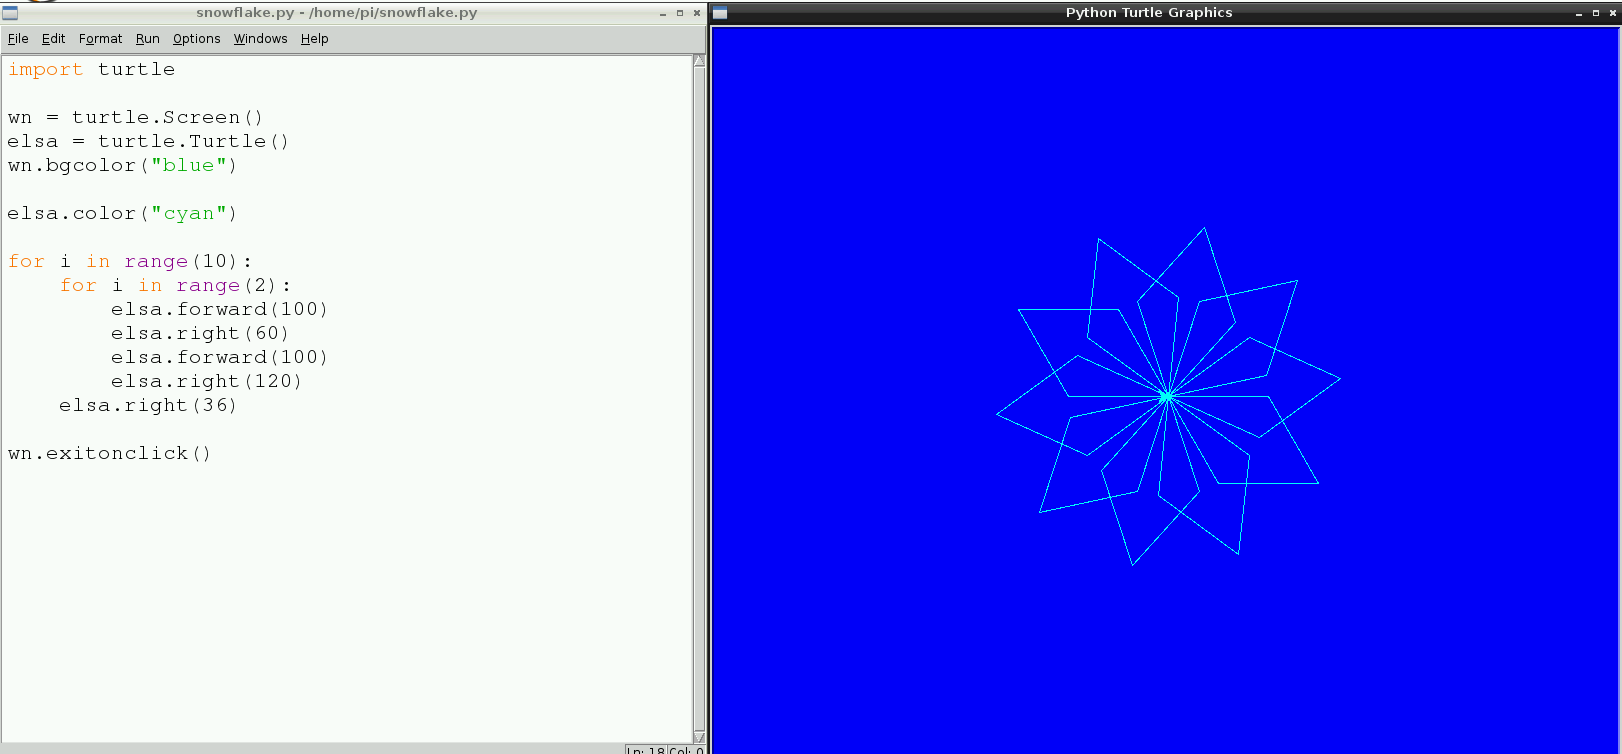 snowflake.py - /home/pi/snowflake.py
File Edit Format Run Options Windows Help
import turtle
wn = turtle.Screen()
elsa = turtle.Turtle()
wn.bgcolor("blue")
elsa.color("cyan")
for i in range(10):
    for i in range(2):
        elsa.forward(100)
        elsa.right(60)
        elsa.forward(100)
        elsa.right(120)
    elsa.right(36)
wn.exitonclick()
Ln: 18 Col: 0
Python Turtle Graphics